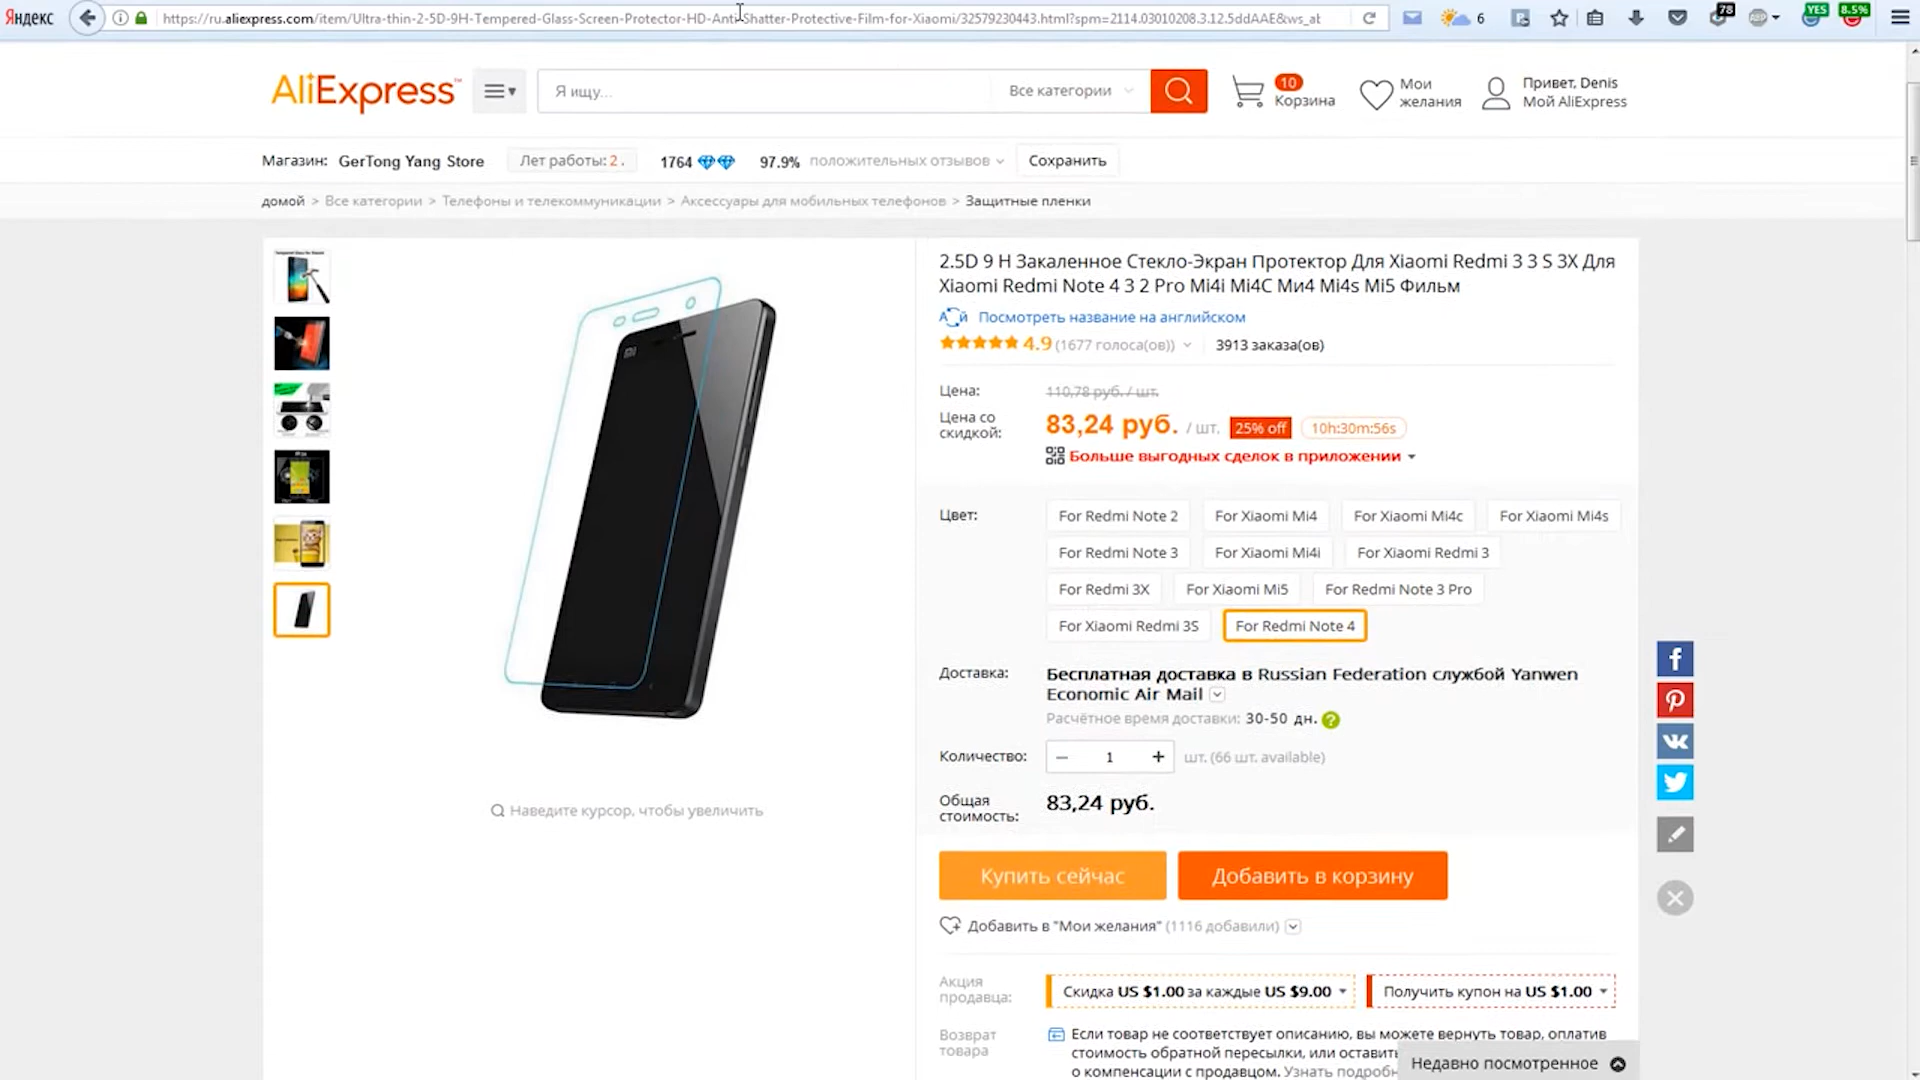 Яндекс
https://ru.aliexpress.com/item/Ultra-thin-2-5D-9H-Tempered-Glass-Screen-Protector-HD-Anti-Shatter-Protective-Film-for-Xiaomi/32579230443.html?spm=2114.03010208.3.12.5ddAAE&ws_ab
6
78
ABP
YES
8.5%
AliExpress
Я ищу...
Все категории
10
Корзина
Мои
желания
Привет, Denis
Мой AliExpress
Магазин: GerTong Yang Store
Лет работы: 2 .
1764
97.9% положительных отзывов
Сохранить
домой > Все категории > Телефоны и телекоммуникации > Аксессуары для мобильных телефонов > Защитные пленки
2.5D 9 H Закаленное Стекло-Экран Протектор Для Xiaomi Redmi 3 3 S 3X Для
Xiaomi Redmi Note 4 3 2 Pro Mi4i Mi4C Ми4 Mi4s Mi5 Фильм
Посмотреть название на английском
4.9 (1677 голоса(ов)) 3913 заказа(ов)
Цена: 110,78 руб. / шт.
Цена со
скидкой:
83,24 руб. / шт. 25% off 10h:30m:56s
Больше выгодных сделок в приложении
Цвет:
For Redmi Note 2 For Xiaomi Mi4 For Xiaomi Mi4c For Xiaomi Mi4s
For Redmi Note 3 For Xiaomi Mi4i For Xiaomi Redmi 3
For Redmi 3X For Xiaomi Mi5 For Redmi Note 3 Pro
For Xiaomi Redmi 3S For Redmi Note 4
Доставка: Бесплатная доставка в Russian Federation службой Yanwen
Economic Air Mail
Расчётное время доставки: 30-50 дн. ?
Количество: – 1 + шт. (66 шт. available)
Общая
стоимость:
83,24 руб.
Наведите курсор, чтобы увеличить
Купить сейчас
Добавить в корзину
Добавить в "Мои желания" (1116 добавили)
Акция
продавца:
Скидка US $1.00 за каждые US $9.00
Получить купон на US $1.00
Возврат
товара
Если товар не соответствует описанию, вы можете вернуть товар, оплатив
стоимость обратной пересылки, или оставить
о компенсации с продавцом. Узнать подробн
Недавно посмотренное